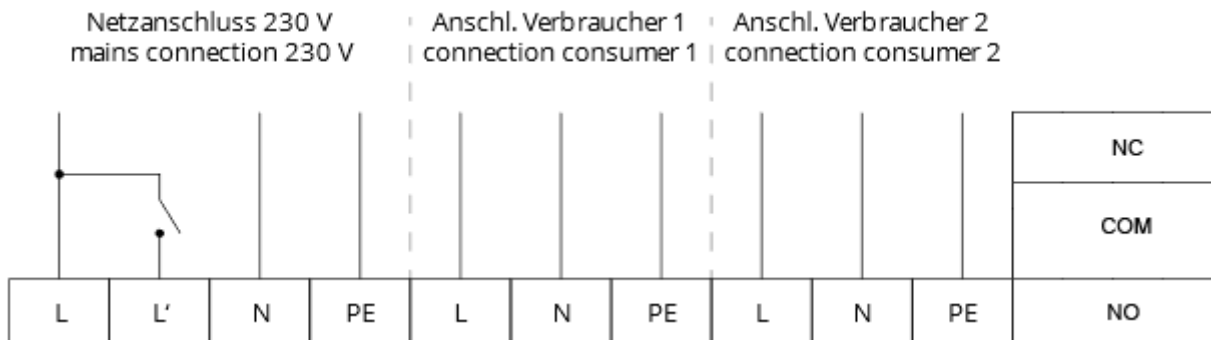 Netzanschluss 230 V
mains connection 230 V
Anschl. Verbraucher 1
connection consumer 1
Anschl. Verbraucher 2
connection consumer 2
NC
COM
L L‘ N PE L N PE L N PE NO